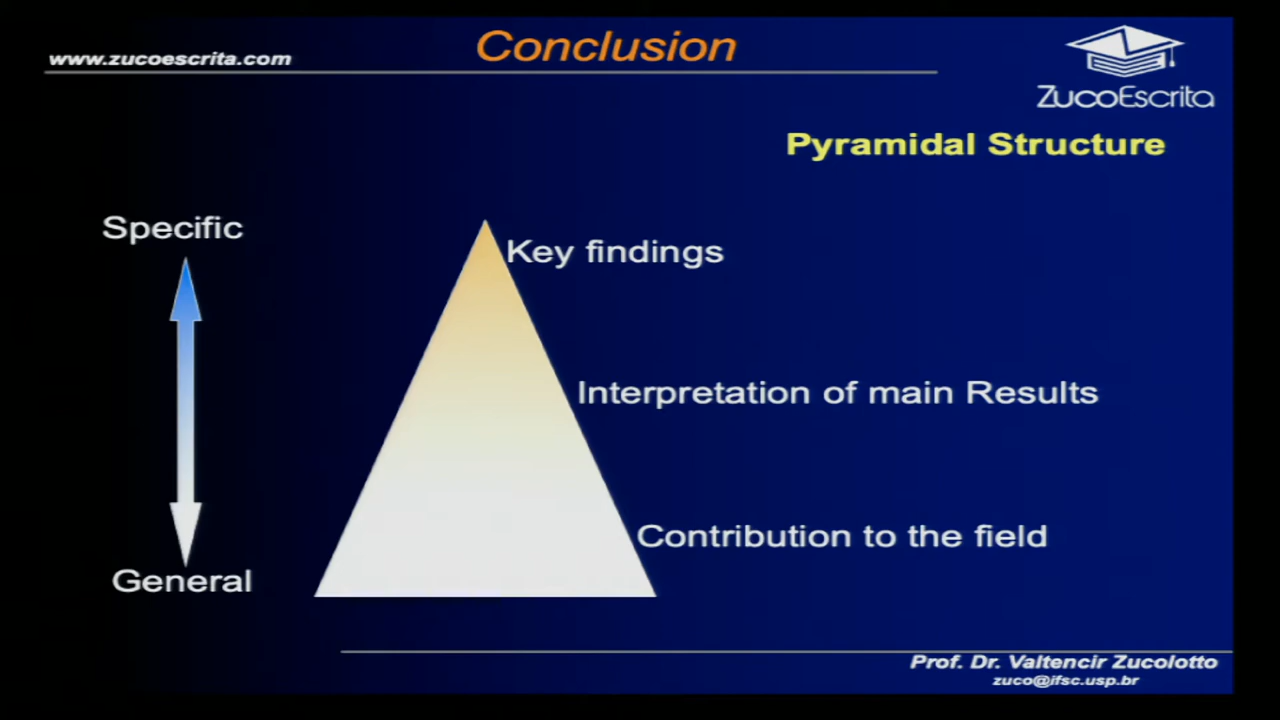 www.zucoescrita.com
Conclusion
ZucoEscrita
Pyramidal Structure
Specific
Key findings
Interpretation of main Results
Contribution to the field
General
Prof. Dr. Valtencir Zucolotto
zuco@ifsc.usp.br